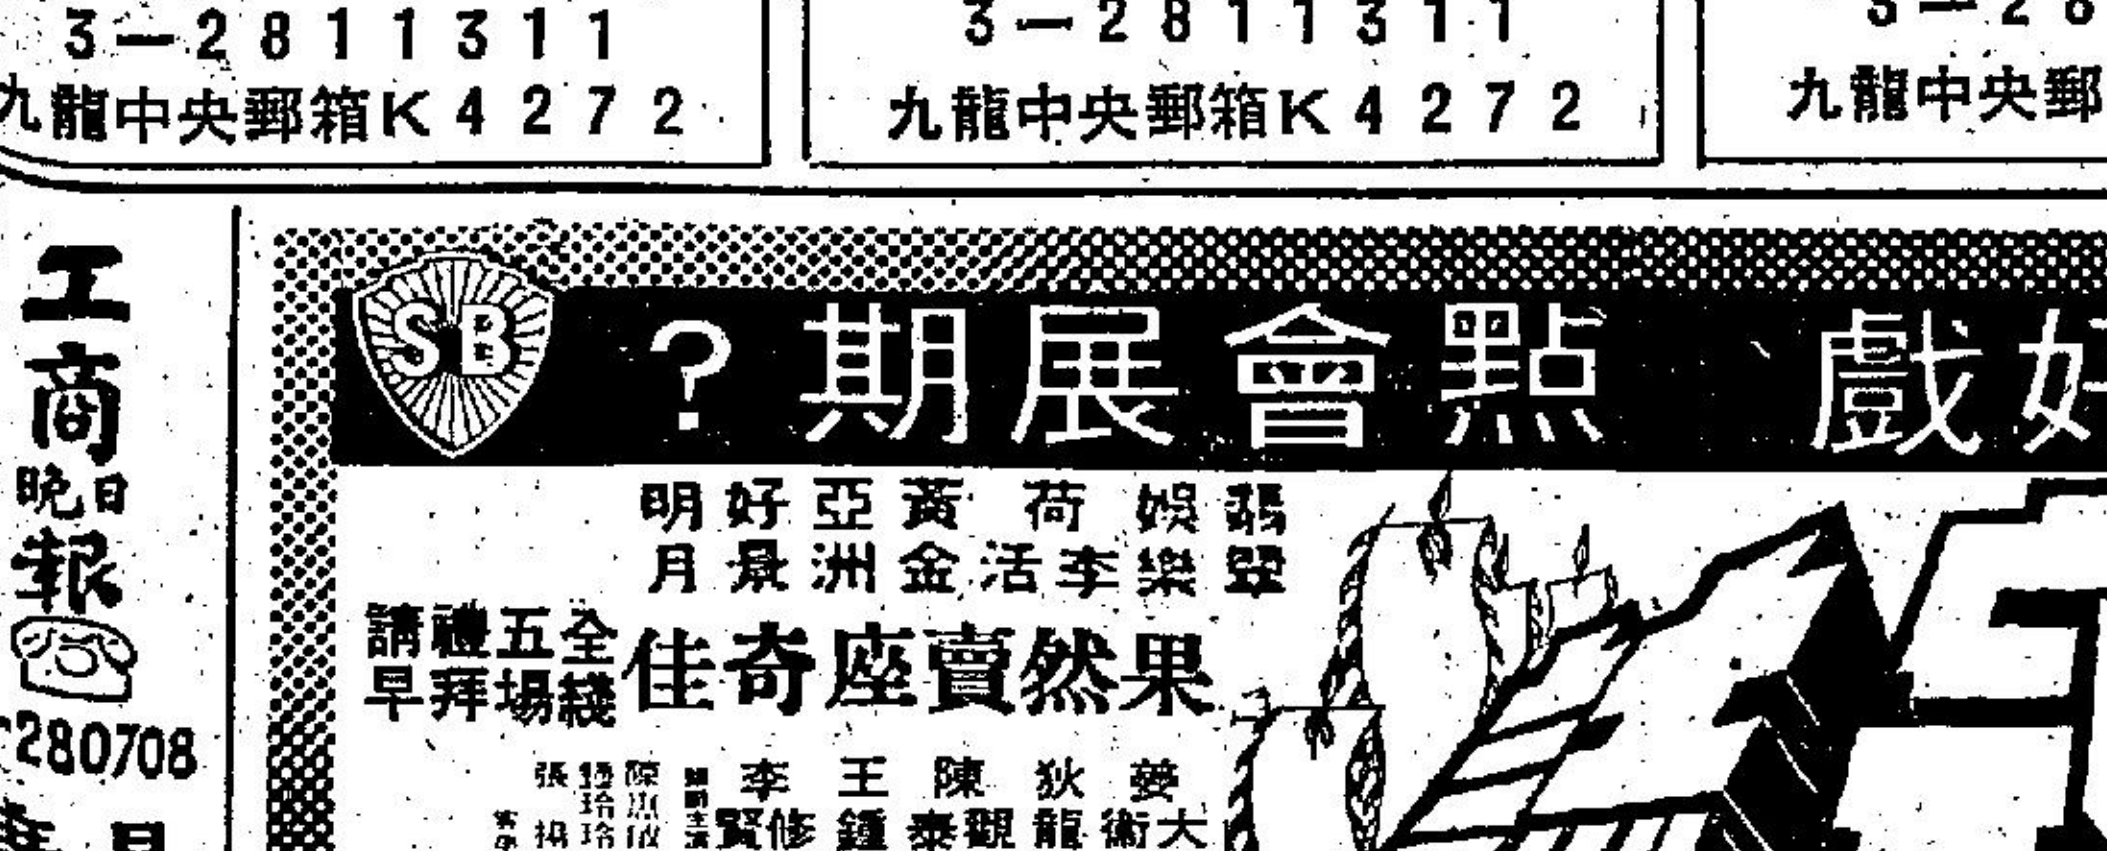 3—2811311
九龍中央郵箱K4272
3—2811311
九龍中央郵箱K4272
3—28
九龍中央郵
工商
晚日
報
280708
SB
好戲 點會展期?
翡翠
娛樂
荷李活
黃金
亞洲
好景
明月
果然賣座奇佳
全綫
五場
禮拜
請早
姜大衛
狄龍
陳觀泰
王鍾
李修賢